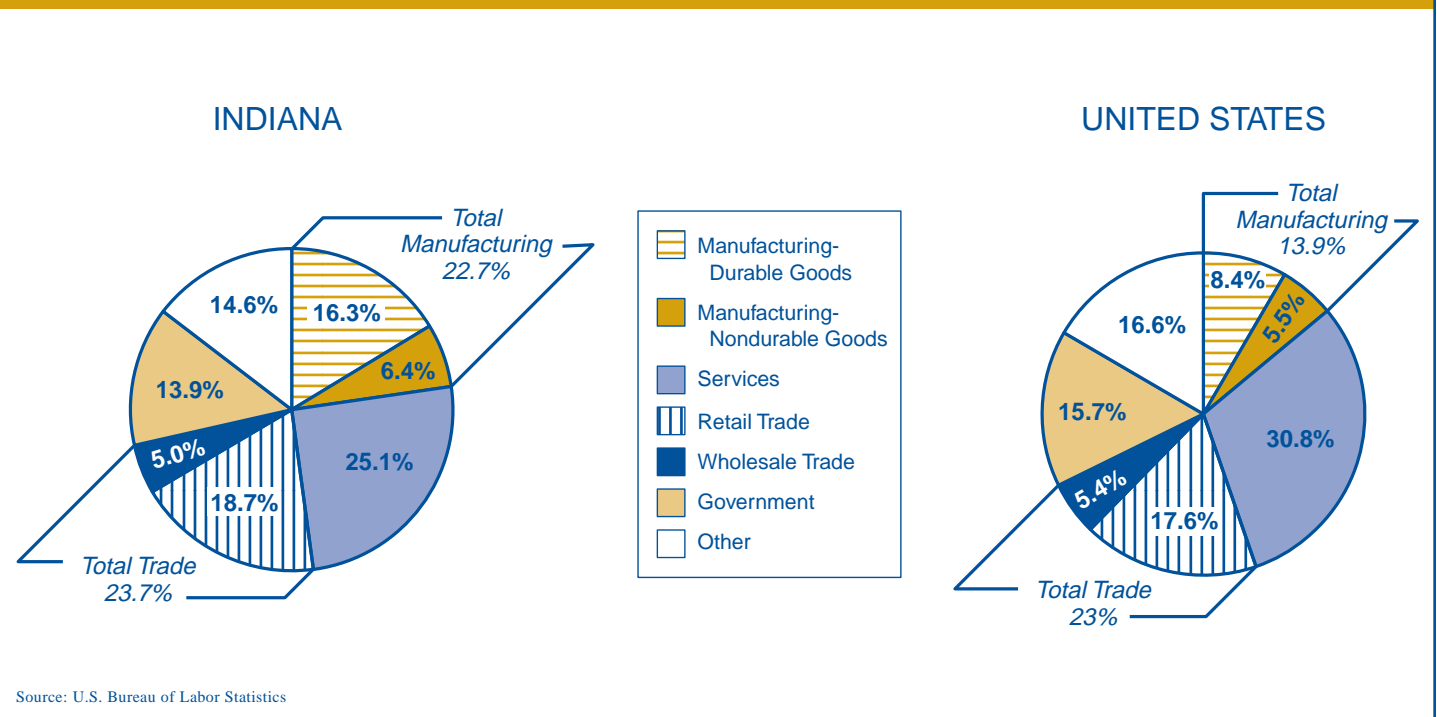 INDIANA
Total
Manufacturing
22.7%
14.6%
16.3%
6.4%
13.9%
5.0%
25.1%
18.7%
Total Trade
23.7%
Manufacturing-
Durable Goods
Manufacturing-
Nondurable Goods
Services
Retail Trade
Wholesale Trade
Government
Other
UNITED STATES
Total
Manufacturing
13.9%
8.4%
5.5%
16.6%
15.7%
30.8%
5.4%
17.6%
Total Trade
23%
Source: U.S. Bureau of Labor Statistics